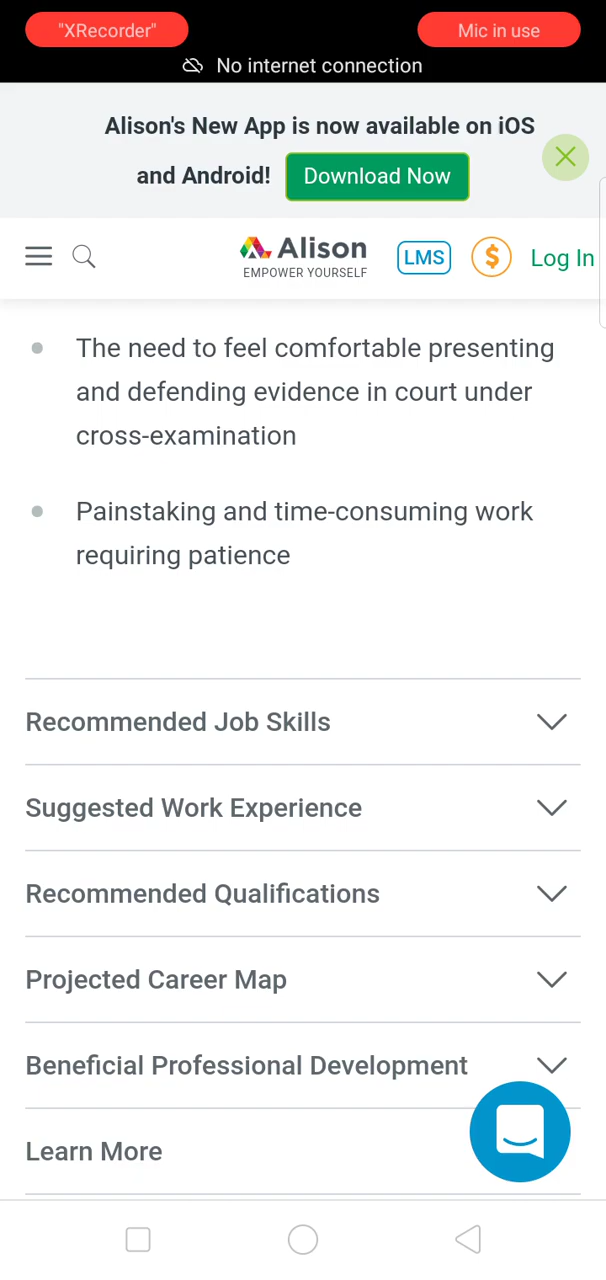 "XRecorder"
Mic in use
No internet connection
Alison's New App is now available on iOS
and Android!
Download Now
Alison
EMPOWER YOURSELF
LMS
$
Log In
The need to feel comfortable presenting
and defending evidence in court under
cross-examination
Painstaking and time-consuming work
requiring patience
Recommended Job Skills
Suggested Work Experience
Recommended Qualifications
Projected Career Map
Beneficial Professional Development
Learn More